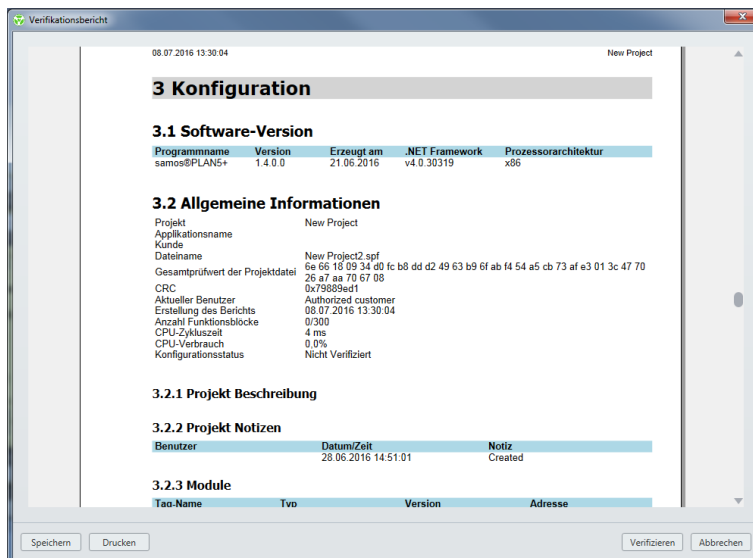 Verifikationsbericht
08.07.2016 13:30:04 New Project
3 Konfiguration
3.1 Software-Version
Programmname Version Erzeugt am .NET Framework Prozessorarchitektur
samos®PLAN5+ 1.4.0.0 21.06.2016 v4.0.30319 x86
3.2 Allgemeine Informationen
Projekt New Project
Applikationsname
Kunde
Dateiname New Project2.spf
Gesamtprüfwert der Projektdatei 6e 66 18 09 34 d0 fc b8 dd d2 49 63 b9 6f ab f4 54 a5 cb 73 af e3 01 3c 47 70
26 a7 aa 70 67 08
CRC 0x79889ed1
Aktueller Benutzer Authorized customer
Erstellung des Berichts 08.07.2016 13:30:04
Anzahl Funktionsblöcke 0/300
CPU-Zykluszeit 4 ms
CPU-Verbrauch 0,0%
Konfigurationsstatus Nicht Verifiziert
3.2.1 Projekt Beschreibung
3.2.2 Projekt Notizen
Benutzer Datum/Zeit Notiz
28.06.2016 14:51:01 Created
3.2.3 Module
Tag-Name Typ Version Adresse
Speichern Drucken Verifizieren Abbrechen